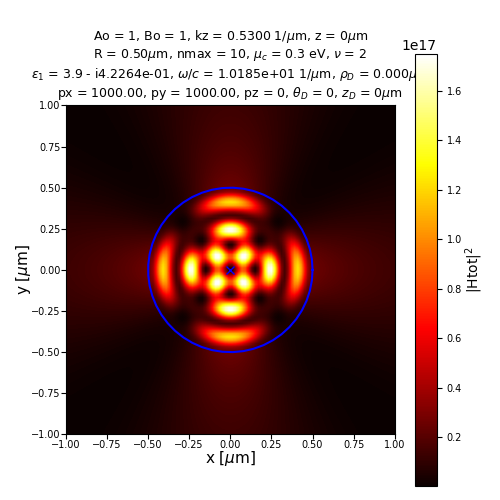 Ao = 1, Bo = 1, kz = 0.5300 1/μm, z = 0μm
R = 0.50μm, nmax = 10, μc = 0.3 eV, ν = 2
ε1 = 3.9 - i4.2264e-01, ω/c = 1.0185e+01 1/μm, ρD = 0.000μ
px = 1000.00, py = 1000.00, pz = 0, θD = 0, zD = 0μm
1e17
1.00
0.75
0.50
0.25
0.00
−0.25
−0.50
−0.75
−1.00
y [μm]
−1.00 −0.75 −0.50 −0.25 0.00 0.25 0.50 0.75 1.00
x [μm]
1.6
1.4
1.2
1.0
0.8
0.6
0.4
0.2
|Htot|²